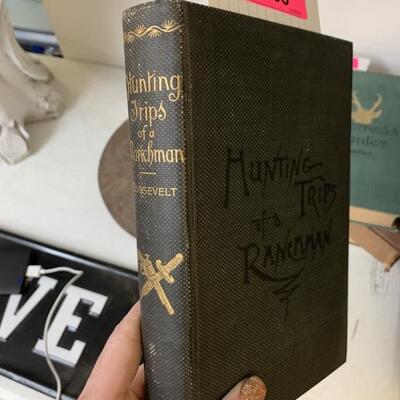 Hunting
Trips
of a
Ranchman
ROOSEVELT
HUNTING
TRIPS
of a
RANCHMAN
VE